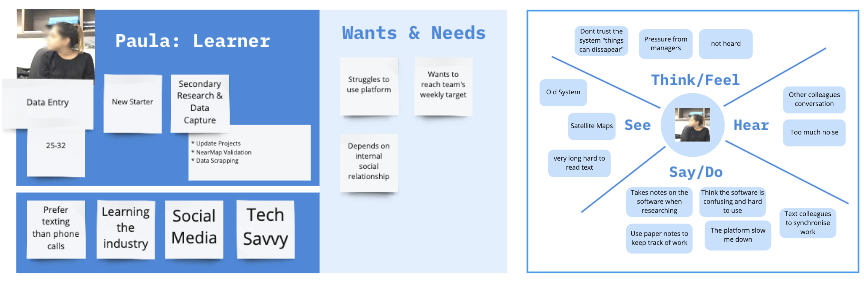 Paula: Learner
Data Entry
New Starter
Secondary
Research &
Data
Capture
25-32
* Update Projects
* NearMap Validation
* Data Scrapping
Prefer
texting
than phone
calls
Learning
the
industry
Social
Media
Tech
Savvy
Wants & Needs
Struggles to
use platform
Wants to
reach team's
weekly target
Depends on
internal
social
relationship
Think/Feel
Dont trust the
system "things
can dissapear"
Pressure from
managers
not heard
See
Old System
Satellite Maps
very long hard to
read text
Hear
Other colleagues
conversation
Too much noise
Say/Do
Takes notes on the
software when
researching
Think the software is
confusing and hard
to use
Use paper notes to
keep track of work
The platform slow
me down
Text colleagues
to synchronise
work